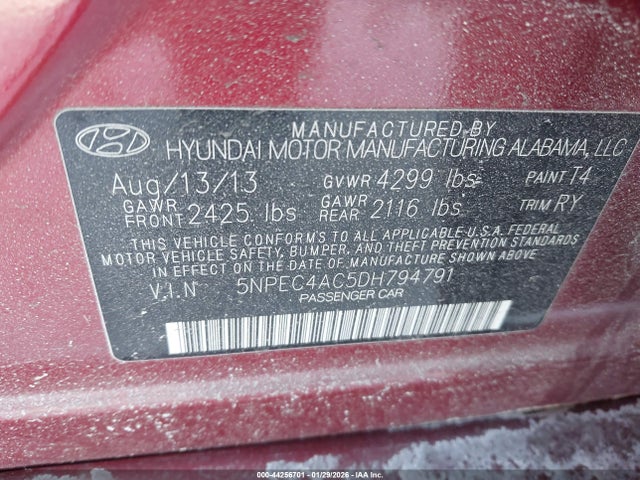 MANUFACTURED BY
HYUNDAI MOTOR MANUFACTURING ALABAMA, LLC
Aug/13/13 GVWR 4299 lbs PAINT T4
GAWR FRONT 2425 lbs GAWR REAR 2116 lbs TRIM RY
THIS VEHICLE CONFORMS TO ALL APPLICABLE U.S.A. FEDERAL
MOTOR VEHICLE SAFETY, BUMPER, AND THEFT PREVENTION STANDARDS
IN EFFECT ON THE DATE OF MANUFACTURE SHOWN ABOVE
V.I.N 5NPEC4AC5DH794791
PASSENGER CAR
000-44256701 - 01/29/2026 - IAAI.COM